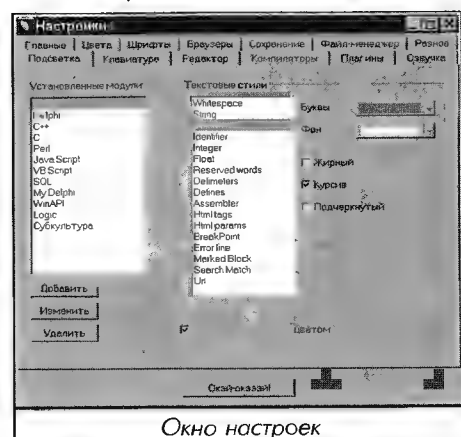 Настройки
Главные Цвета Шрифты Браузеры Сохранение Файл-менеджер Разное
Подсветка Клавиатура Редактор Компиляторы Плагины Озвучка
Установленные модули
Delphi
C++
C
Perl
Java Script
VB Script
SQL
My Delphi
WinAPI
Logic
Субкультура
Добавить
Изменить
Удалить
Текстовые стили
Whitespace
String
Identifier
Integer
Float
Reserved words
Delimeters
Defines
Assembler
Html tags
Html params
BreakPoint
Error line
Marked Block
Search Match
Url
цветом
Буквы
Фон
Жирный
Курсив
Подчеркнутый
Окай-оказай!
Окно настроек